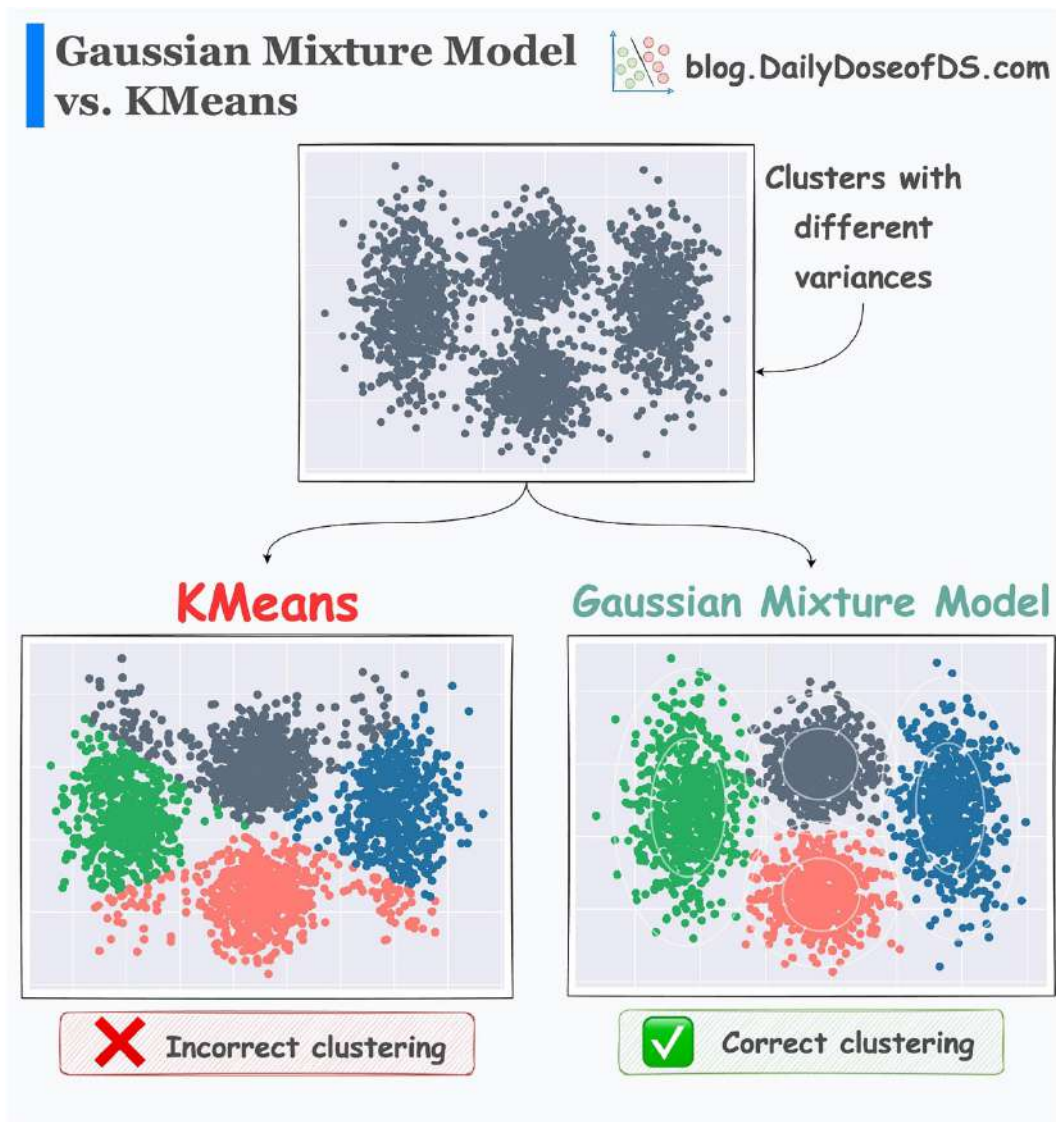 Gaussian Mixture Model
vs. KMeans
blog.DailyDoseofDS.com
Clusters with
different
variances
KMeans
Gaussian Mixture Model
Incorrect clustering
Correct clustering